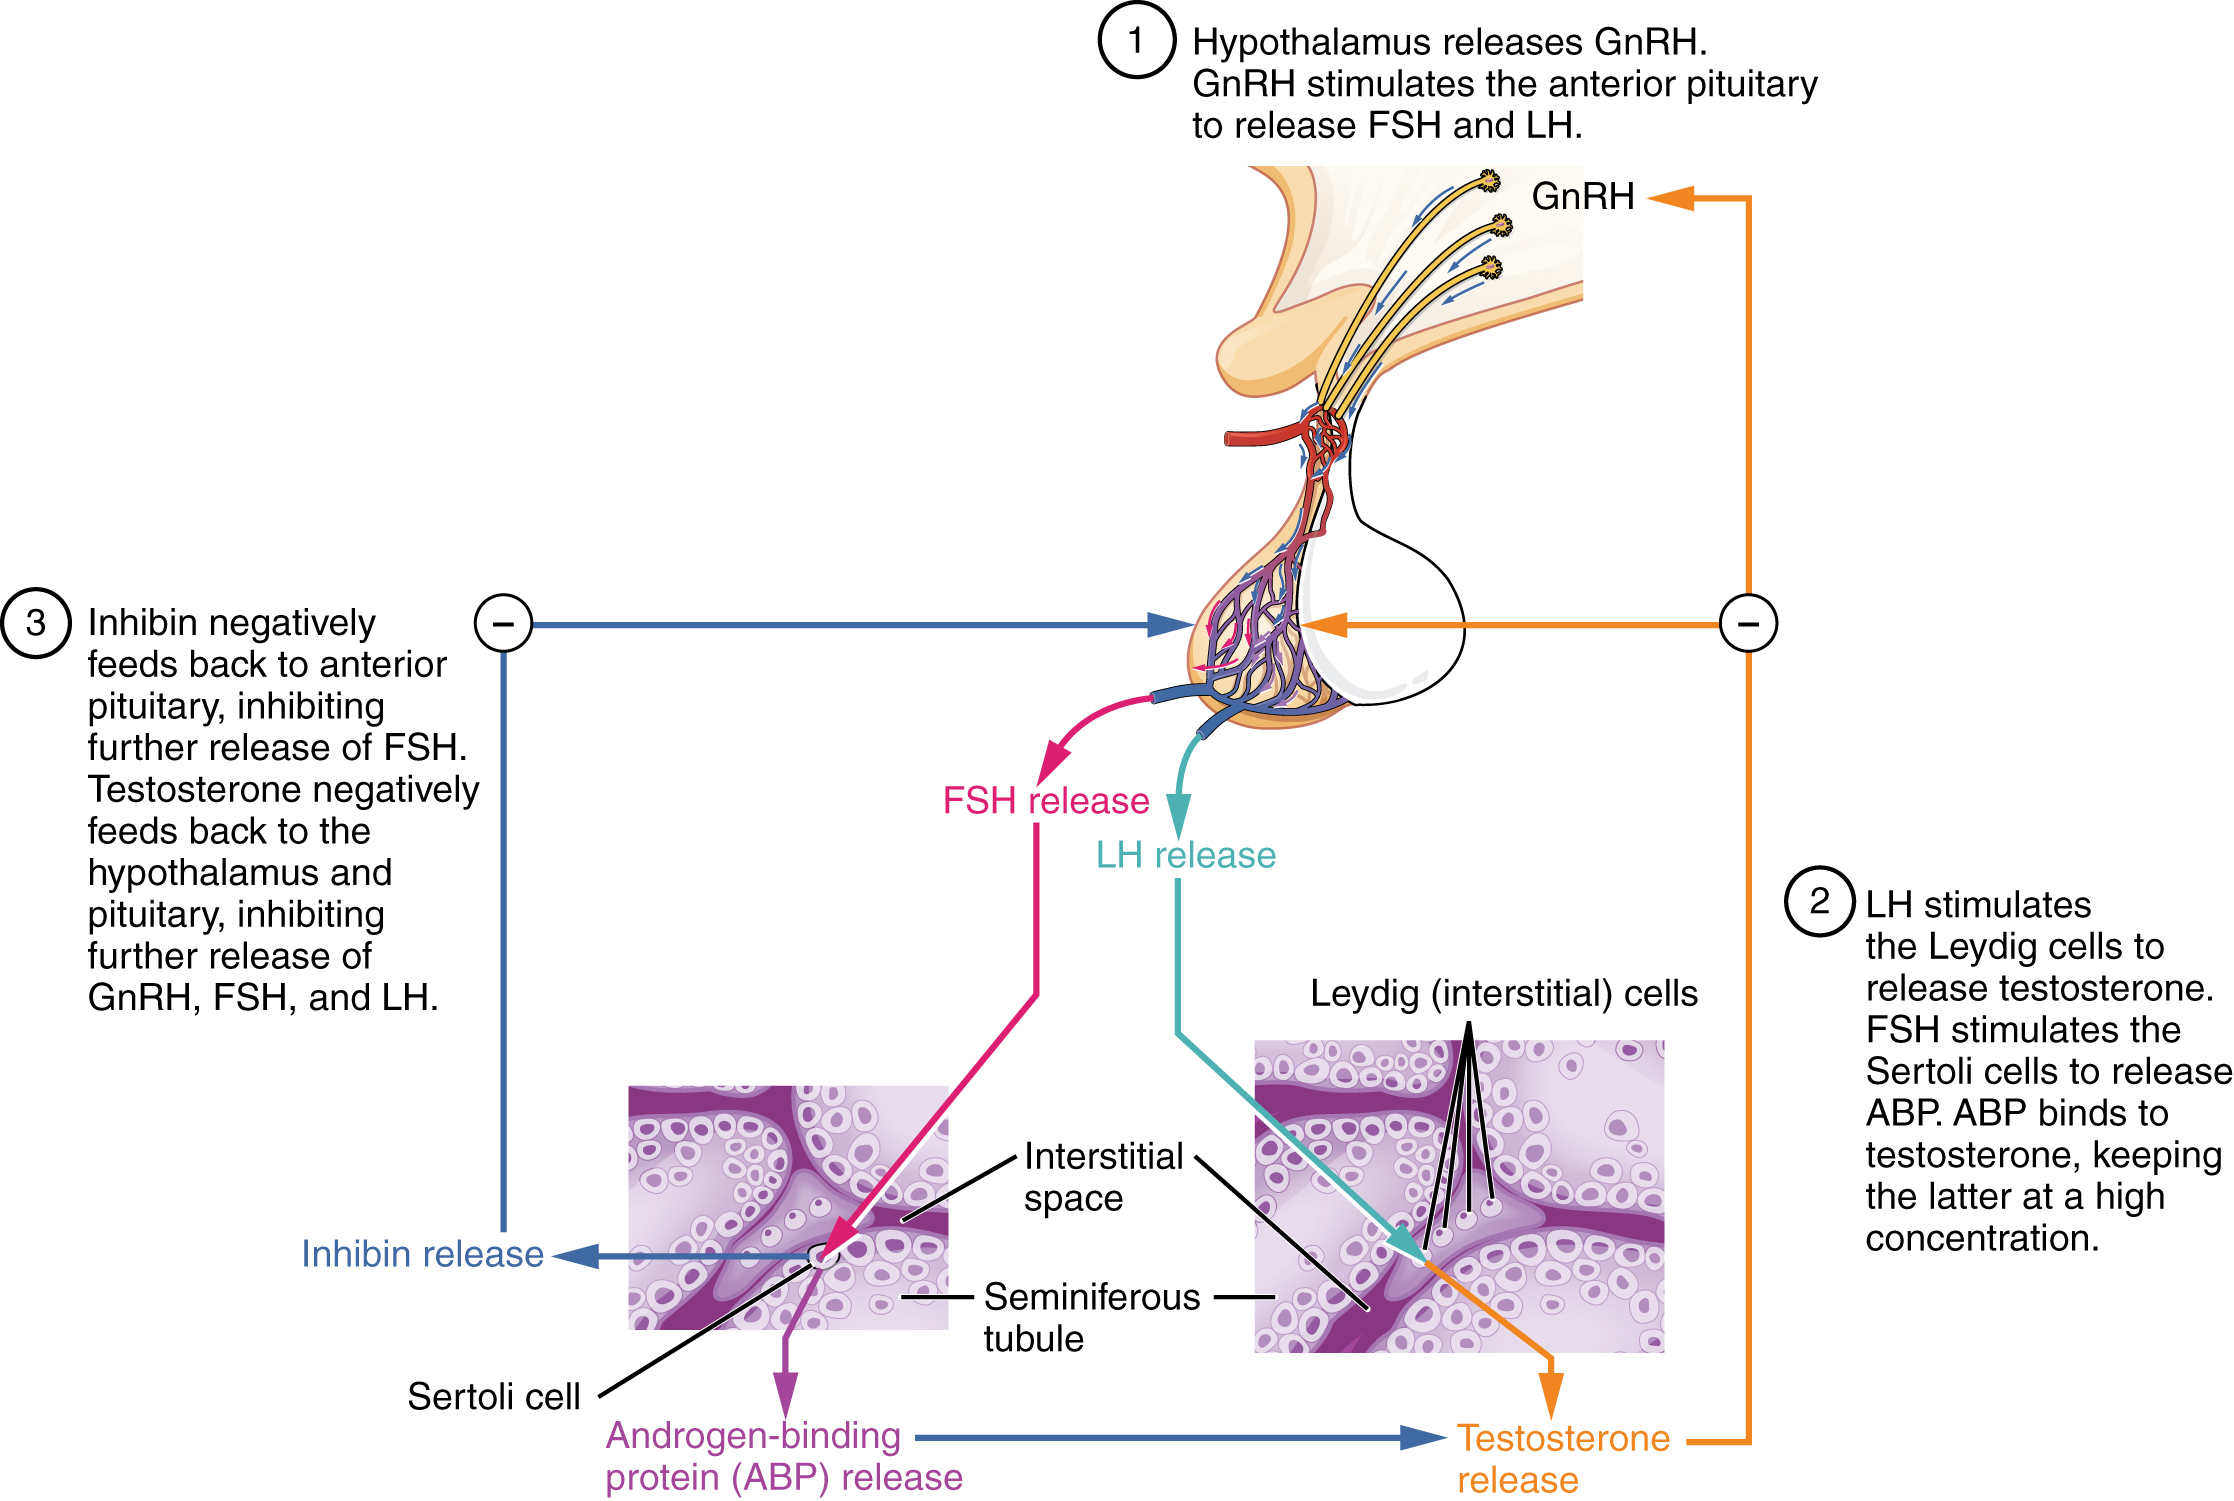 1
Hypothalamus releases GnRH.
GnRH stimulates the anterior pituitary
to release FSH and LH.
GnRH
3
Inhibin negatively
feeds back to anterior
pituitary, inhibiting
further release of FSH.
Testosterone negatively
feeds back to the
hypothalamus and
pituitary, inhibiting
further release of
GnRH, FSH, and LH.
–
–
FSH release
LH release
2
LH stimulates
the Leydig cells to
release testosterone.
FSH stimulates the
Sertoli cells to release
ABP. ABP binds to
testosterone, keeping
the latter at a high
concentration.
Leydig (interstitial) cells
Interstitial
space
Inhibin release
Seminiferous
tubule
Sertoli cell
Androgen-binding
protein (ABP) release
Testosterone
release